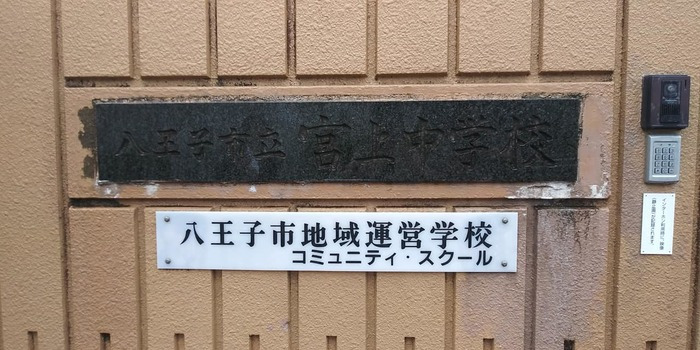 八王子市立宮上中学校
八王子市地域運営学校
コミュニティ・スクール